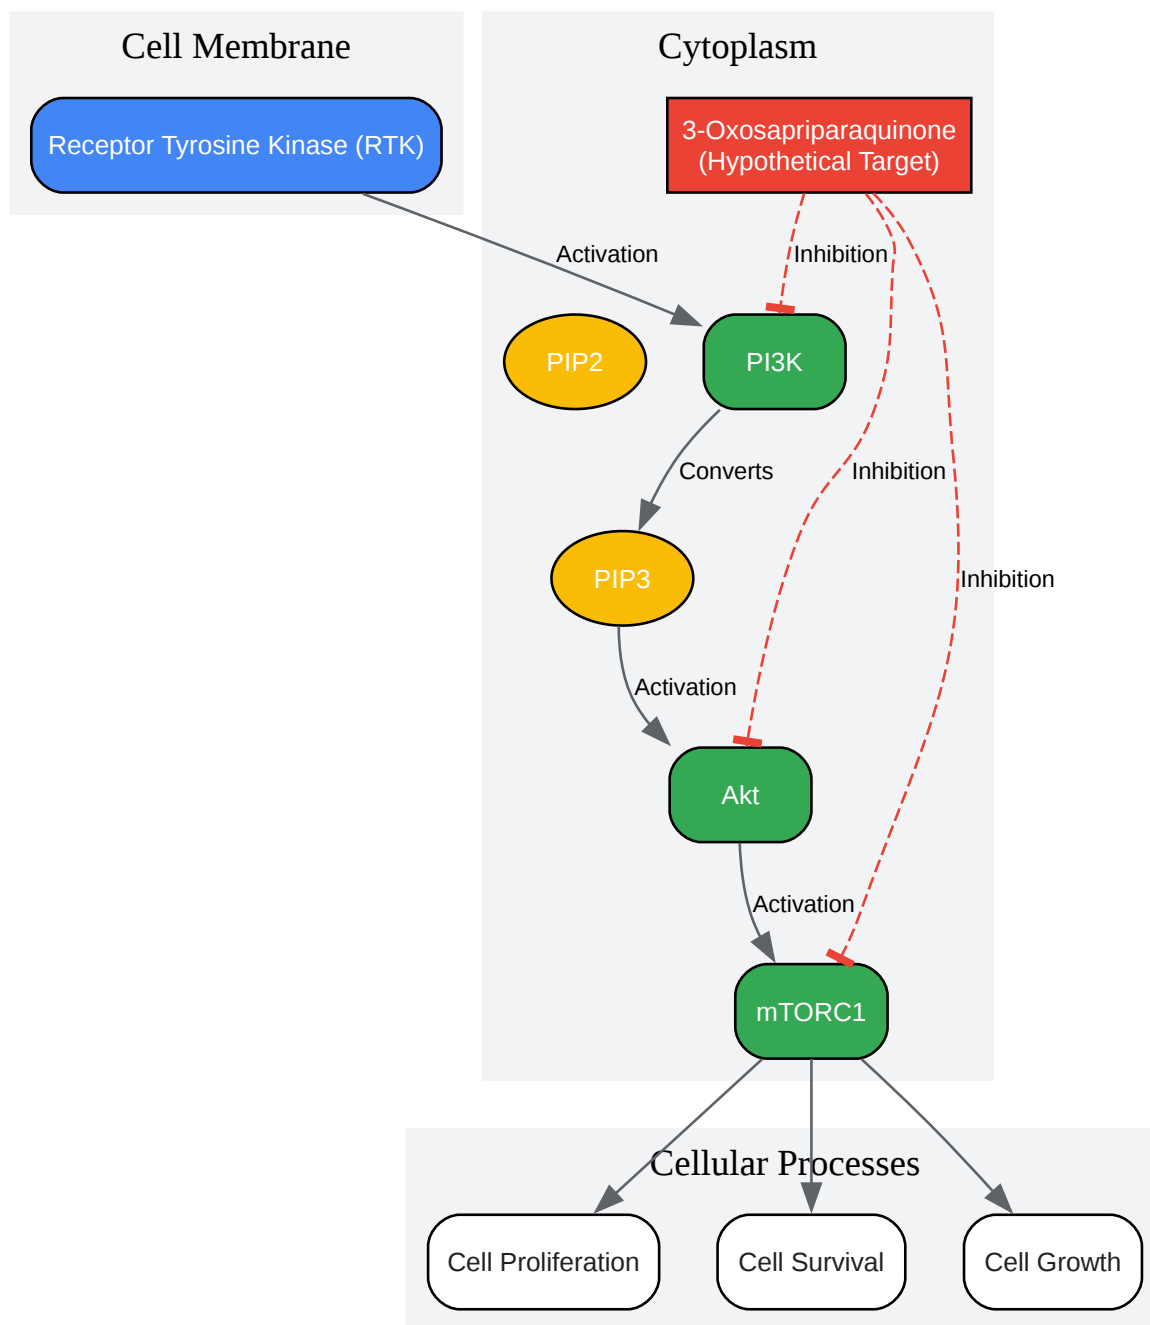 Cell Membrane
Cytoplasm
Receptor Tyrosine Kinase (RTK)
3-Oxosapriparaquinone
(Hypothetical Target)
Activation
Inhibition
PIP2
PI3K
Converts
Inhibition
PIP3
Inhibition
Activation
Akt
Activation
mTORC1
Cellular Processes
Cell Proliferation
Cell Survival
Cell Growth